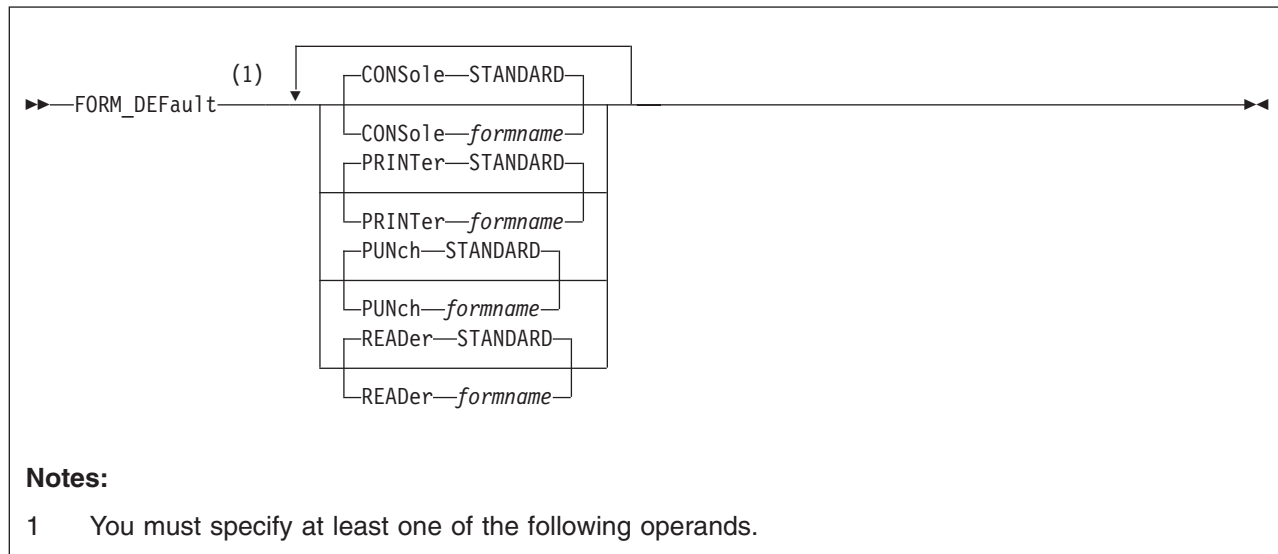 CONSole STANDARD
(1)
FORM_DEFault
CONSole formname
PRINTer STANDARD
PRINTer formname
PUNch STANDARD
PUNch formname
READer STANDARD
READer formname
Notes:
1 You must specify at least one of the following operands.